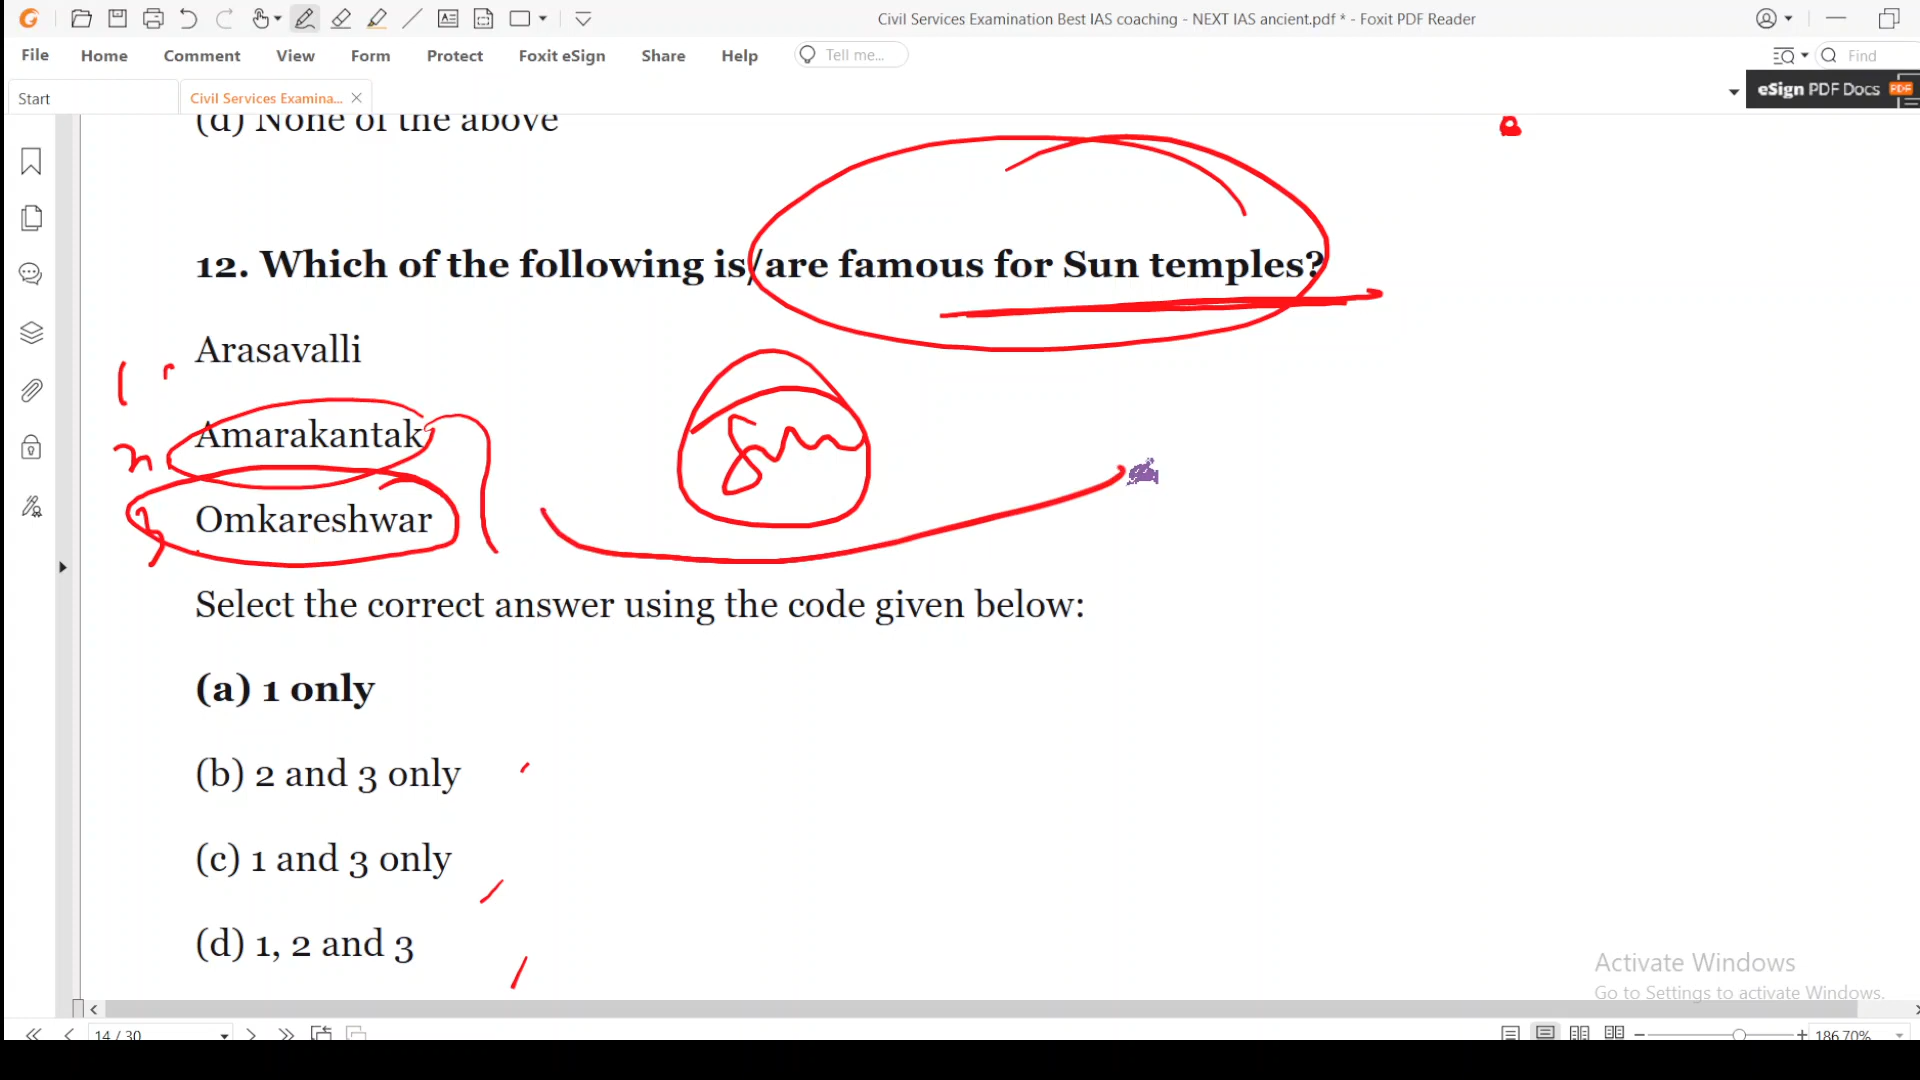 Civil Services Examination Best IAS coaching - NEXT IAS ancient.pdf * - Foxit PDF Reader
File Home Comment View Form Protect Foxit eSign Share Help Tell me... Find
Start Civil Services Examina... eSign PDF Docs PDF
(d) None of the above
12. Which of the following is/are famous for Sun temples?
Arasavalli
Amarakantak
Sun
Omkareshwar
Select the correct answer using the code given below:
(a) 1 only
(b) 2 and 3 only
(c) 1 and 3 only
(d) 1, 2 and 3
Activate Windows
Go to Settings to activate Windows.
14 / 30 186.70%